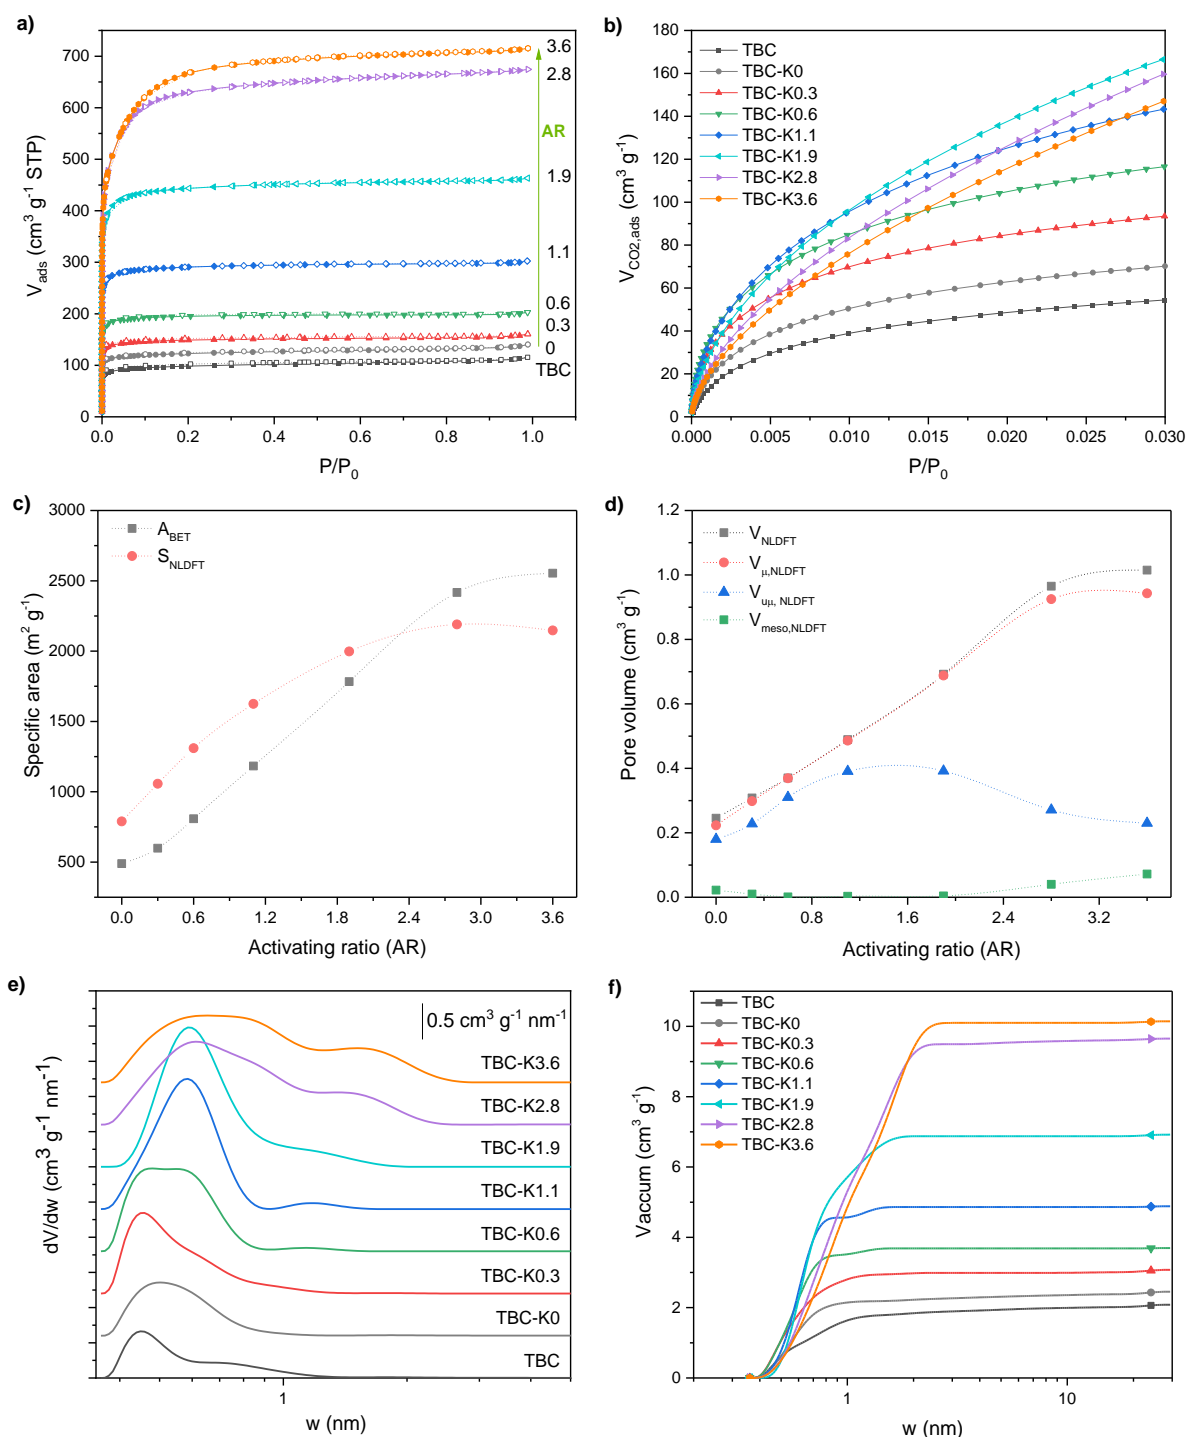 a)
700
600
500
400
300
200
100
0
0.0
0.2
0.4
0.6
0.8
1.0
V_ads (cm³ g⁻¹ STP)
P/P₀
3.6
2.8
AR
1.9
1.1
0.6
0.3
0
TBC
b)
180
160
140
120
100
80
60
40
20
0
0.000
0.005
0.010
0.015
0.020
0.025
0.030
V_CO2,ads (cm³ g⁻¹)
P/P₀
TBC
TBC-K0
TBC-K0.3
TBC-K0.6
TBC-K1.1
TBC-K1.9
TBC-K2.8
TBC-K3.6
c)
3000
2500
2000
1500
1000
500
0.0
0.6
1.2
1.8
2.4
3.0
3.6
Specific area (m² g⁻¹)
Activating ratio (AR)
A_BET
S_NLDFT
d)
1.2
1.0
0.8
0.6
0.4
0.2
0.0
0.0
0.8
1.6
2.4
3.2
Pore volume (cm³ g⁻¹)
Activating ratio (AR)
V_NLDFT
V_μ,NLDFT
V_uμ, NLDFT
V_meso,NLDFT
e)
0.5 cm³ g⁻¹ nm⁻¹
TBC-K3.6
TBC-K2.8
TBC-K1.9
TBC-K1.1
TBC-K0.6
TBC-K0.3
TBC-K0
TBC
dV/dw (cm³ g⁻¹ nm⁻¹)
1
w (nm)
f)
10
8
6
4
2
0
1
10
Vaccum (cm³ g⁻¹)
w (nm)
TBC
TBC-K0
TBC-K0.3
TBC-K0.6
TBC-K1.1
TBC-K1.9
TBC-K2.8
TBC-K3.6